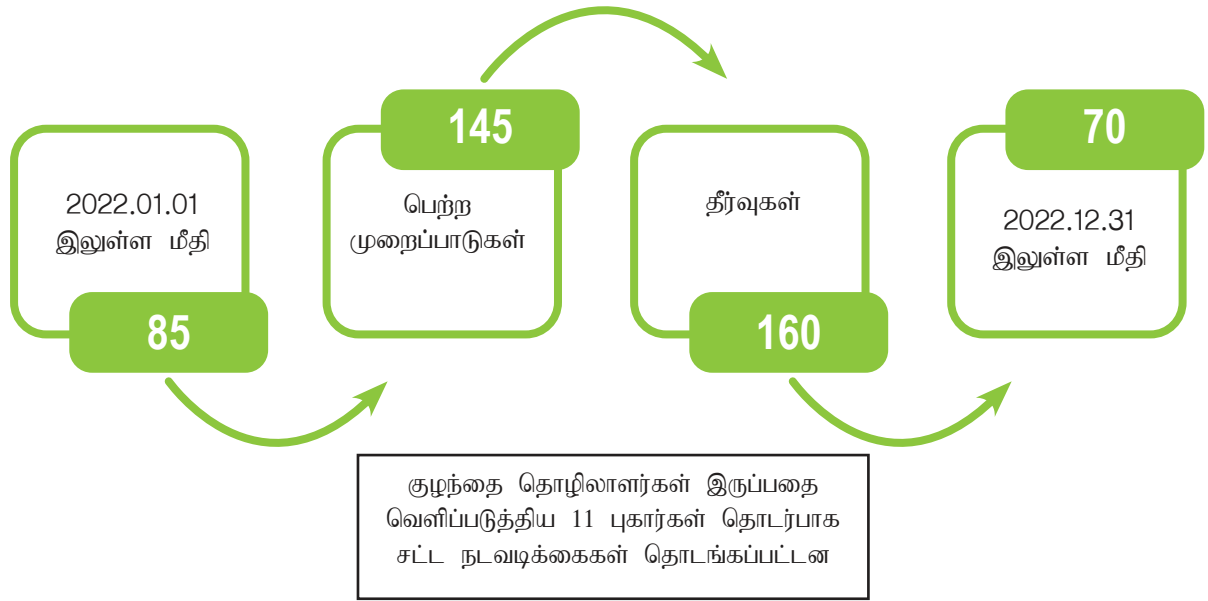 2022.01.01
இலுள்ள மீதி
85
145
பெற்ற
முறைப்பாடுகள்
தீர்வுகள்
160
70
2022.12.31
இலுள்ள மீதி
குழந்தை தொழிலாளர்கள் இருப்பதை
வெளிப்படுத்திய 11 புகார்கள் தொடர்பாக
சட்ட நடவடிக்கைகள் தொடங்கப்பட்டன